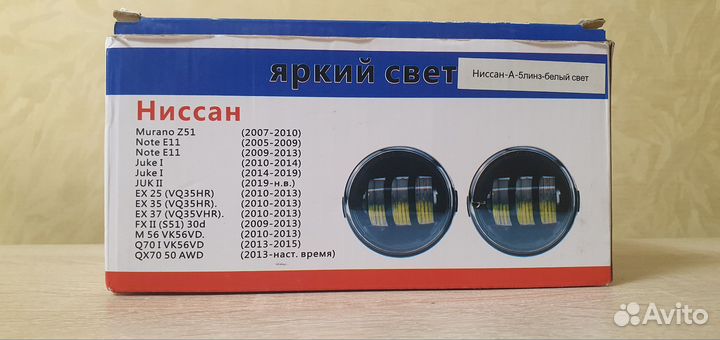 яркий свет
Ниссан-А-5линз-белый свет
Ниссан
Murano Z51 (2007-2010)
Note E11 (2005-2009)
Note E11 (2009-2013)
Juke I (2010-2014)
Juke I (2014-2019)
JUK II (2019-н.в.)
EX 25 (VQ35HR) (2010-2013)
EX 35 (VQ35HR). (2010-2013)
EX 37 (VQ35VHR). (2010-2013)
FX II (S51) 30d (2009-2013)
M 56 VK56VD. (2010-2013)
Q70 I VK56VD (2013-2015)
QX70 50 AWD (2013-наст. время)
Avito